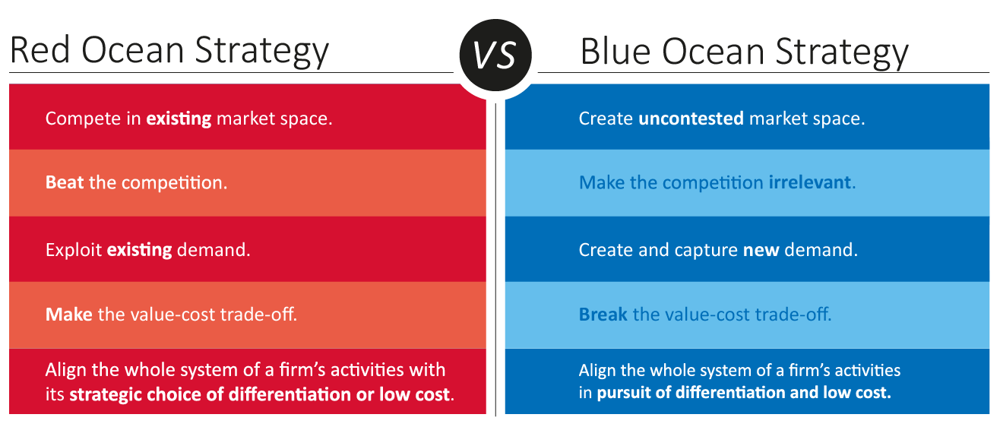 Red Ocean Strategy
VS
Blue Ocean Strategy
Compete in existing market space.
Create uncontested market space.
Beat the competition.
Make the competition irrelevant.
Exploit existing demand.
Create and capture new demand.
Make the value-cost trade-off.
Break the value-cost trade-off.
Align the whole system of a firm’s activities with
its strategic choice of differentiation or low cost.
Align the whole system of a firm’s activities
in pursuit of differentiation and low cost.